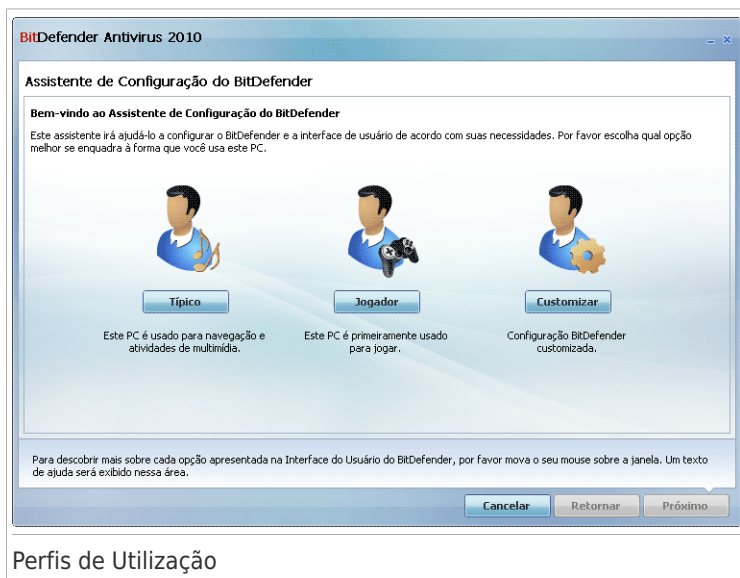 BitDefender Antivirus 2010
Assistente de Configuração do BitDefender
Bem-vindo ao Assistente de Configuração do BitDefender
Este assistente irá ajudá-lo a configurar o BitDefender e a interface de usuário de acordo com suas necessidades. Por favor escolha qual opção
melhor se enquadra à forma que você usa este PC.
Típico
Jogador
Customizar
Este PC é usado para navegação e
atividades de multimídia.
Este PC é primeiramente usado
para jogar.
Configuração BitDefender
customizada.
Para descobrir mais sobre cada opção apresentada na Interface do Usuário do BitDefender, por favor mova o seu mouse sobre a janela. Um texto
de ajuda será exibido nessa área.
Cancelar
Retornar
Próximo
Perfis de Utilização